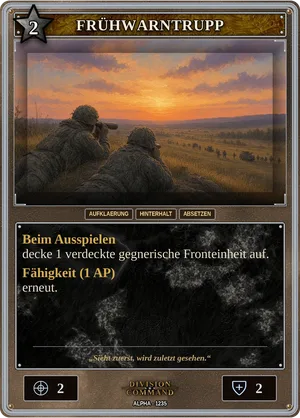 2
FRÜHWARNTRUPP
AUFKLAERUNG HINTERHALT ABSETZEN
Beim Ausspielen
decke 1 verdeckte gegnerische Fronteinheit auf.
Fähigkeit (1 AP)
erneut.
„Sieht zuerst, wird zuletzt gesehen.“
2
DIVISION
COMMAND
ALPHA - 1235
2